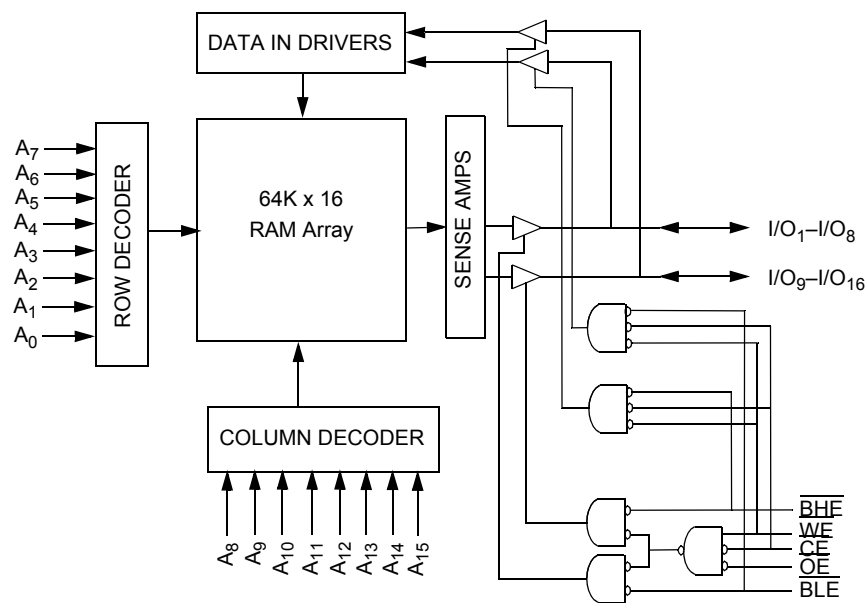 DATA IN DRIVERS
A7
A6
A5
A4
A3
A2
A1
A0
ROW DECODER
64K x 16
RAM Array
SENSE AMPS
I/O1–I/O8
I/O9–I/O16
COLUMN DECODER
A8
A9
A10
A11
A12
A13
A14
A15
BHE
WE
CE
OE
BLE